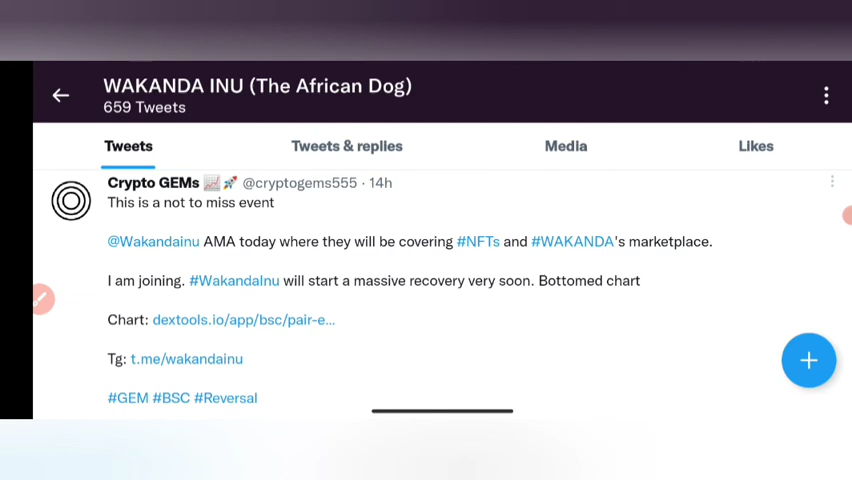 WAKANDA INU (The African Dog)
659 Tweets
Tweets Tweets & replies Media Likes
Crypto GEMs 📈🚀 @cryptogems555 · 14h
This is a not to miss event
@Wakandainu AMA today where they will be covering #NFTs and #WAKANDA's marketplace.
I am joining. #WakandaInu will start a massive recovery very soon. Bottomed chart
Chart: dextools.io/app/bsc/pair-e...
Tg: t.me/wakandainu
#GEM #BSC #Reversal